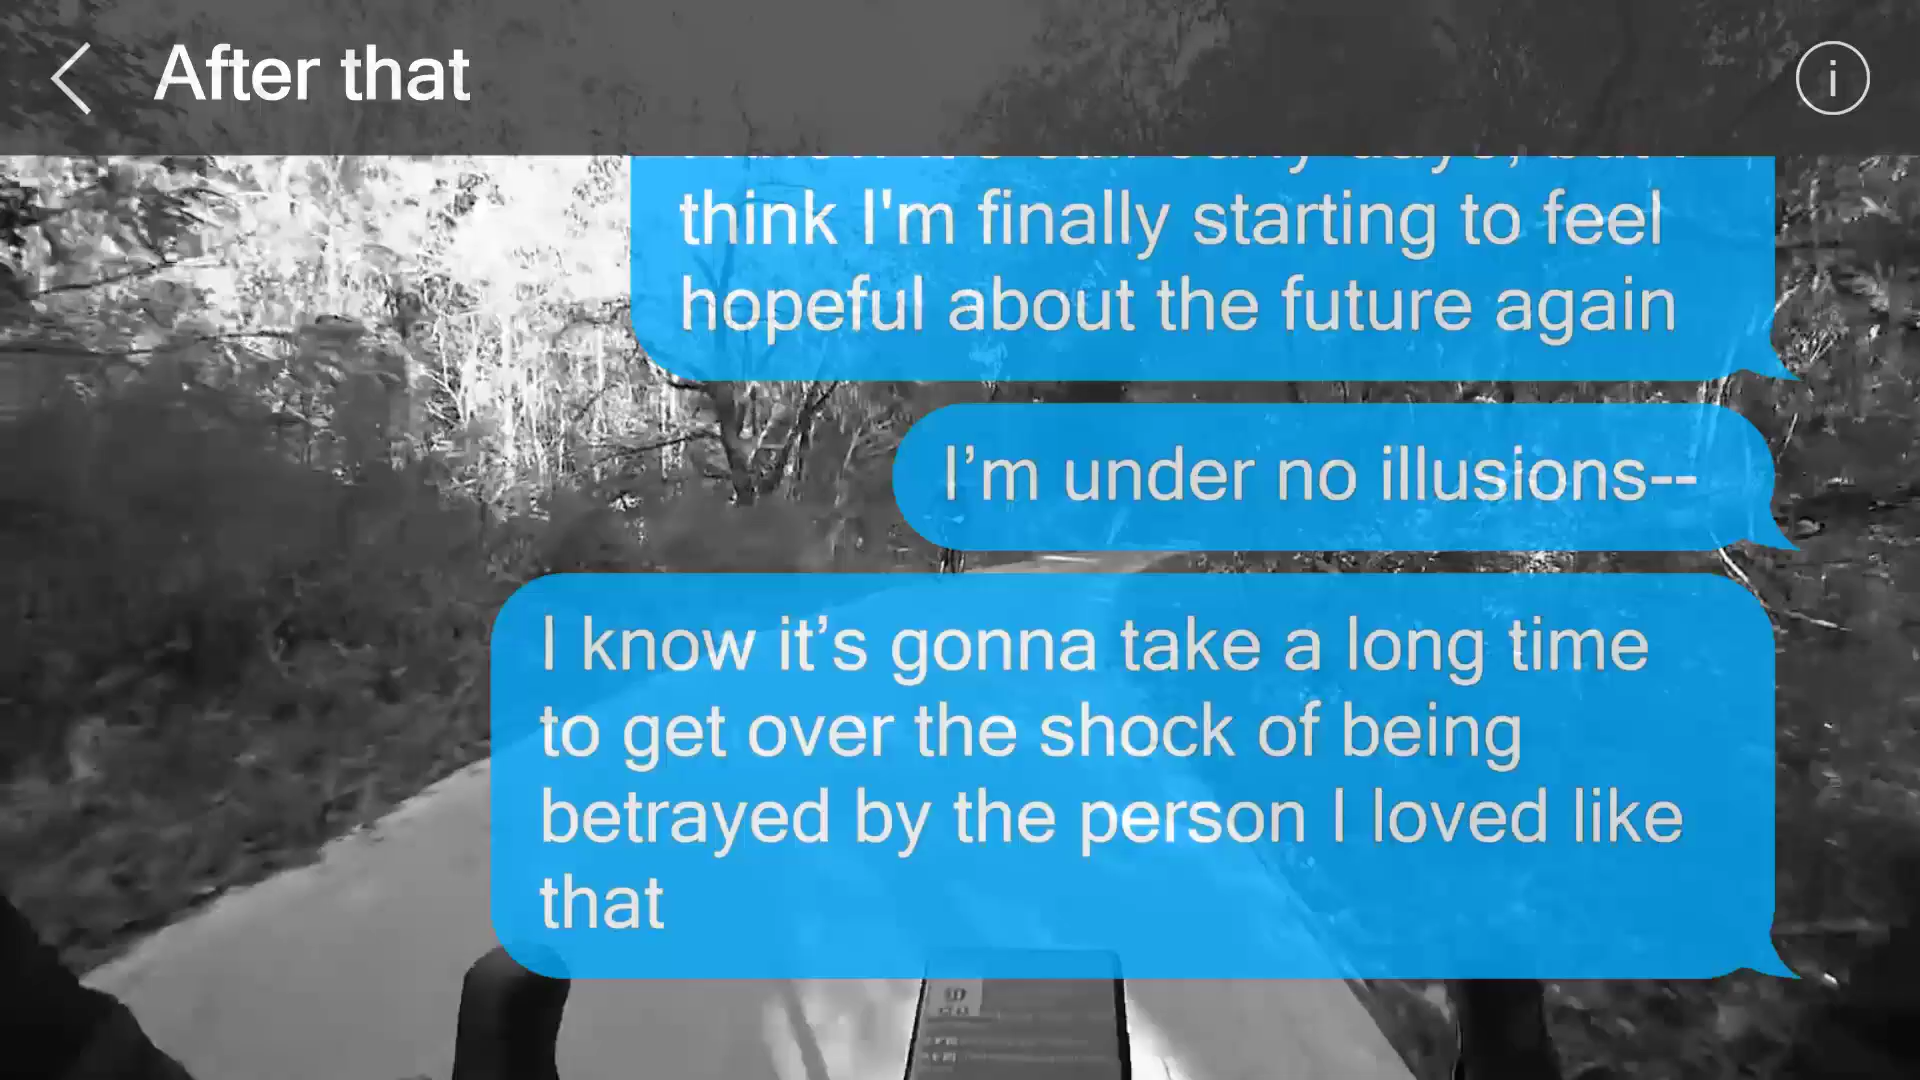 After that
think I'm finally starting to feel
hopeful about the future again
I’m under no illusions--
I know it’s gonna take a long time
to get over the shock of being
betrayed by the person I loved like
that